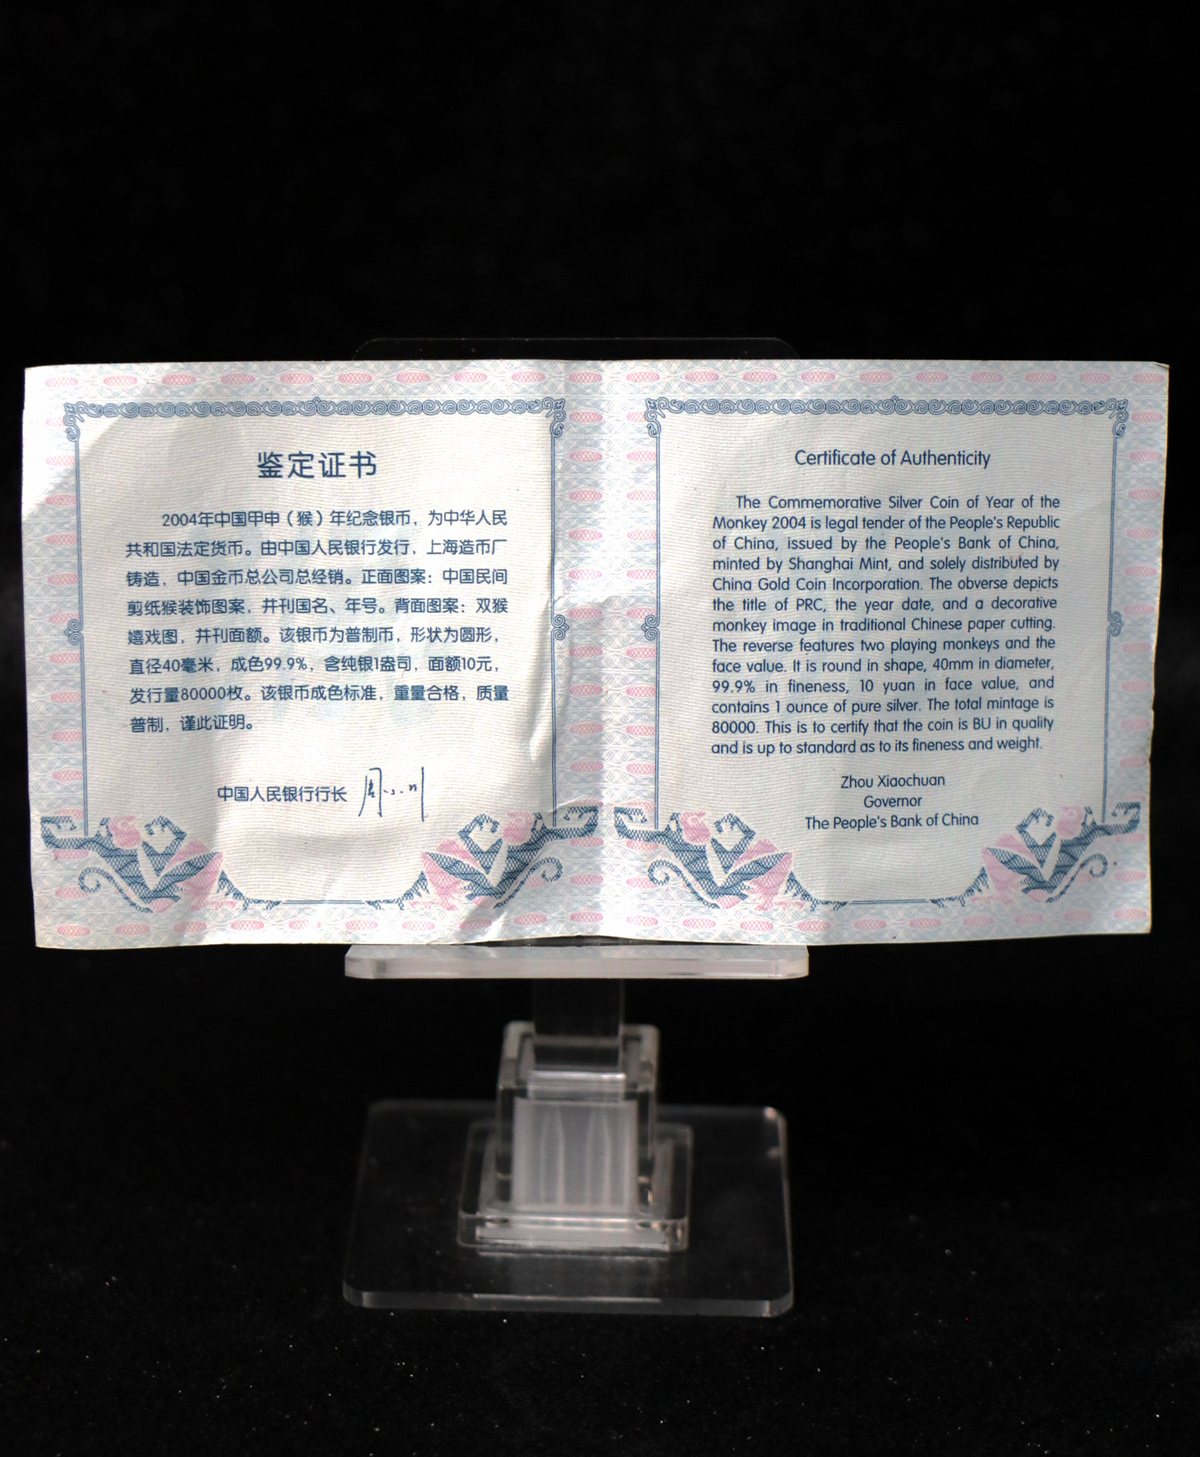 鉴定证书
2004年中国甲申（猴）年纪念银币，为中华人民
共和国法定货币。由中国人民银行发行，上海造币厂
铸造，中国金币总公司总经销。正面图案：中国民间
剪纸猴装饰图案，并刊国名、年号。背面图案：双猴
嬉戏图，并刊面额。该银币为普制币，形状为圆形，
直径40毫米，成色99.9%，含纯银1盎司，面额10元，
发行量80000枚。该银币成色标准，重量合格，质量
普制，谨此证明。
中国人民银行行长 周小川
Certificate of Authenticity
The Commemorative Silver Coin of Year of the
Monkey 2004 is legal tender of the People's Republic
of China, issued by the People's Bank of China,
minted by Shanghai Mint, and solely distributed by
China Gold Coin Incorporation. The obverse depicts
the title of PRC, the year date, and a decorative
monkey image in traditional Chinese paper cutting.
The reverse features two playing monkeys and the
face value. It is round in shape, 40mm in diameter,
99.9% in fineness, 10 yuan in face value, and
contains 1 ounce of pure silver. The total mintage is
80000. This is to certify that the coin is BU in quality
and is up to standard as to its fineness and weight.
Zhou Xiaochuan
Governor
The People's Bank of China